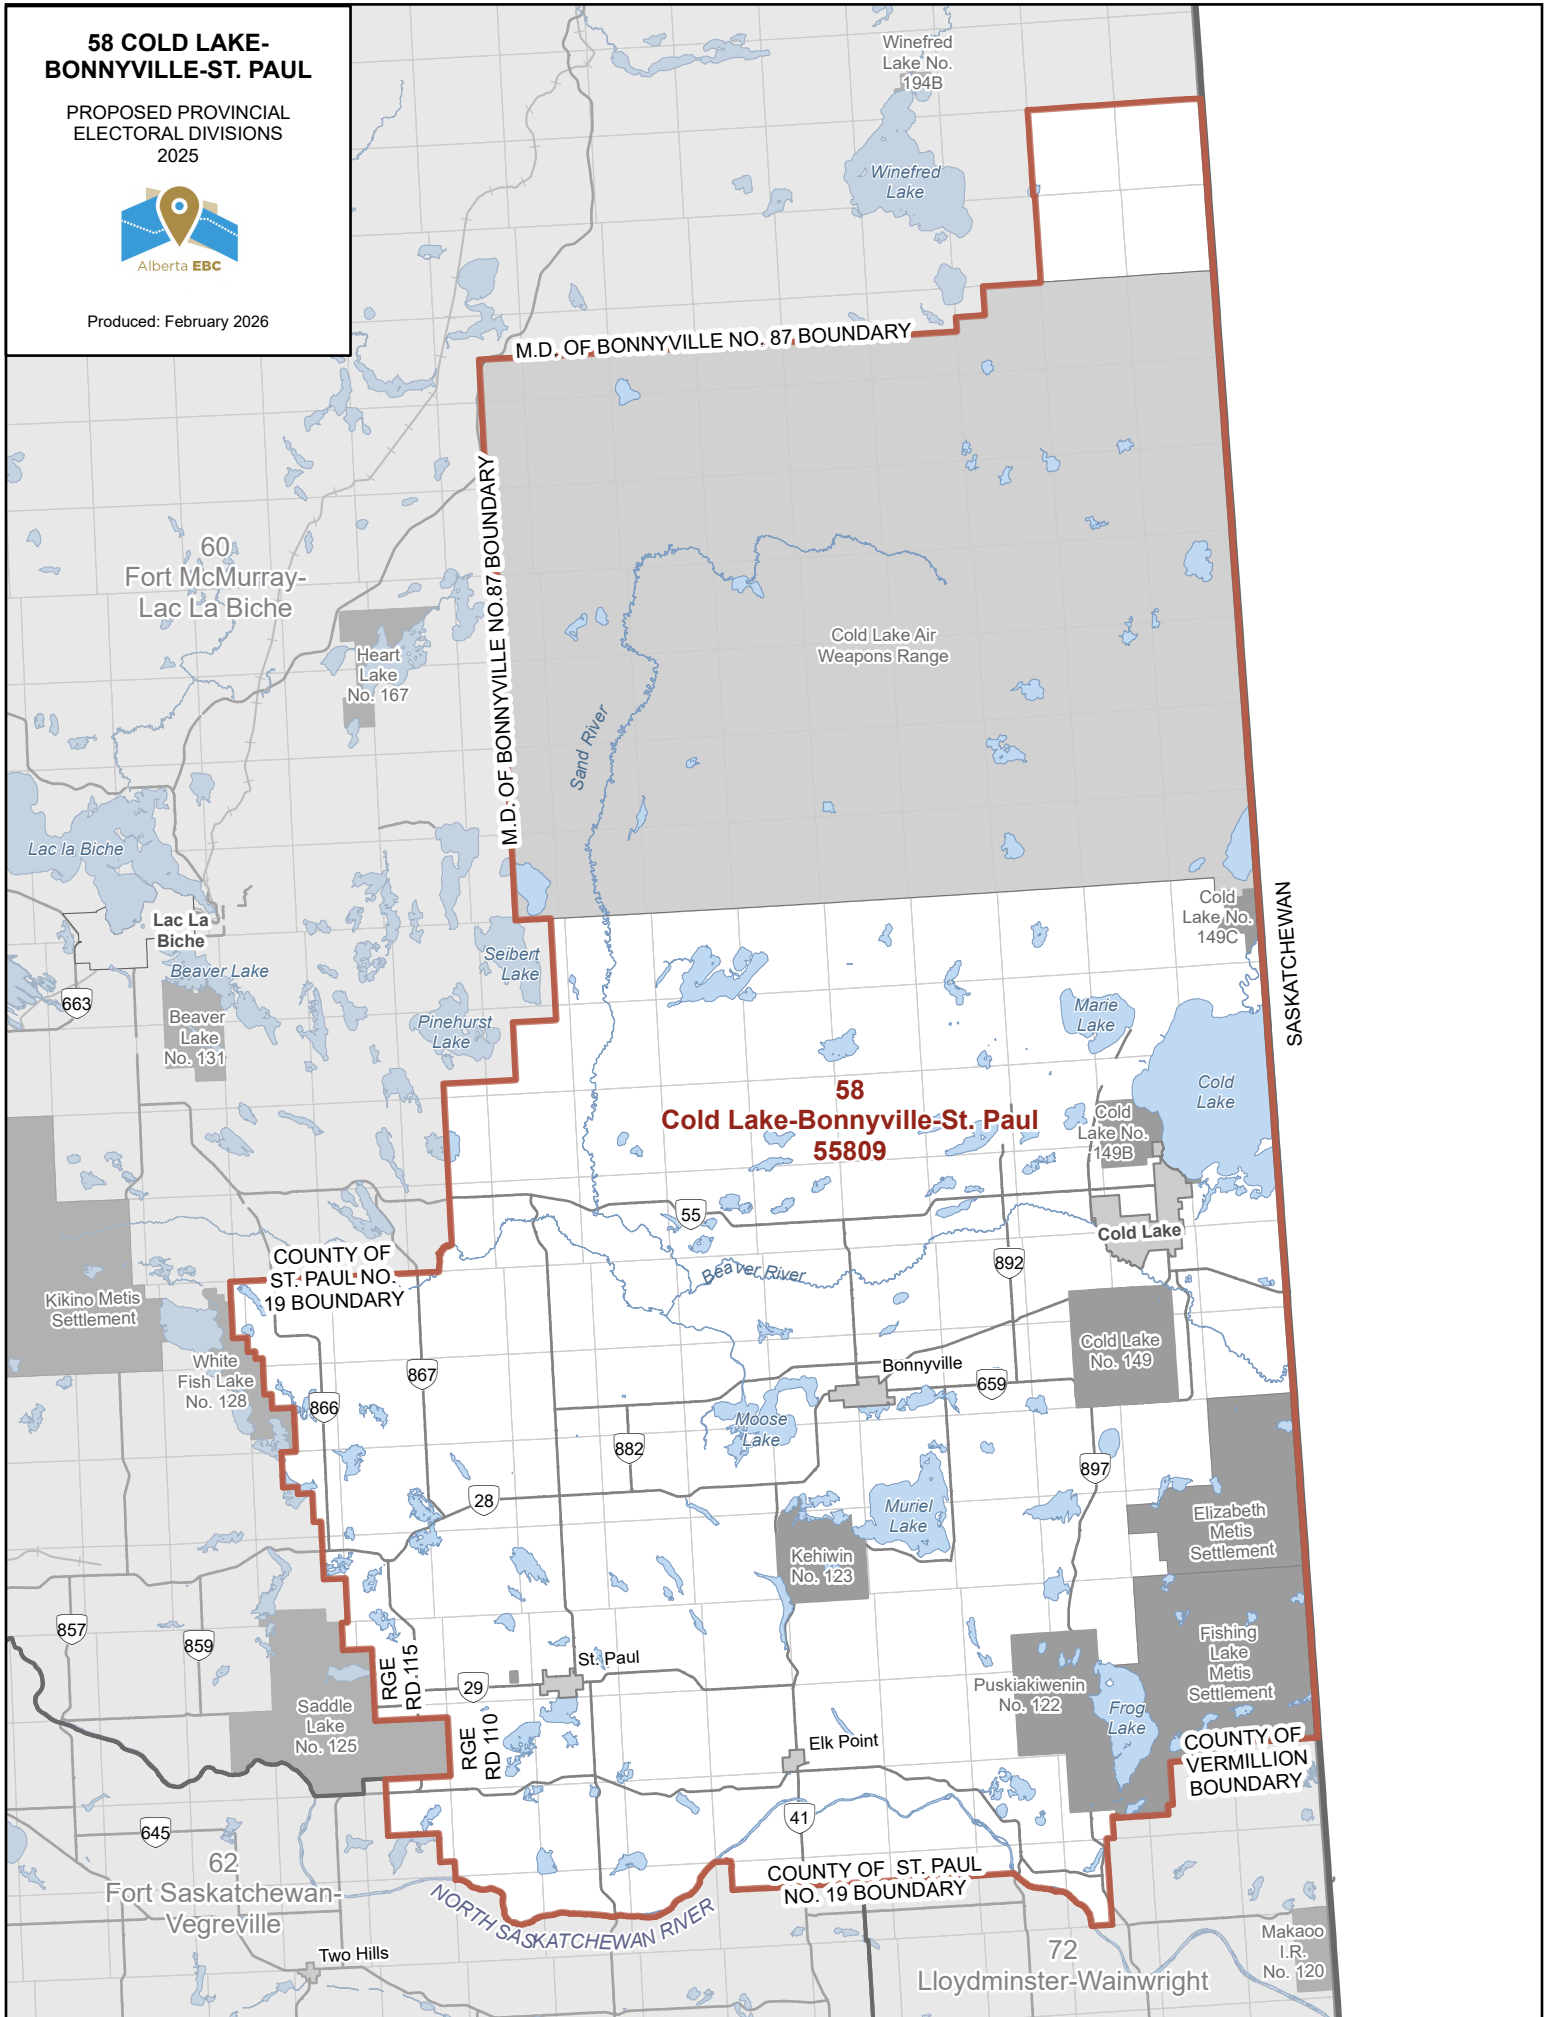 58 COLD LAKE-
BONNYVILLE-ST. PAUL
PROPOSED PROVINCIAL
ELECTORAL DIVISIONS
2025
Alberta EBC
Produced: February 2026
Winefred
Lake No.
194B
Winefred
Lake
M.D. OF BONNYVILLE NO. 87 BOUNDARY
M.D. OF BONNYVILLE NO.87 BOUNDARY
60
Fort McMurray-
Lac La Biche
Heart
Lake
No. 167
Cold Lake Air
Weapons Range
Sand River
Lac la Biche
Lac La
Biche
Beaver Lake
663
Beaver
Lake
No. 131
Seibert
Lake
Pinehurst
Lake
Cold
Lake No.
149C
SASKATCHEWAN
Marie
Lake
Cold
Lake
58
Cold Lake-Bonnyville-St. Paul
55809
Cold
Lake No.
149B
55
Cold Lake
892
Beaver River
COUNTY OF
ST. PAUL NO.
19 BOUNDARY
Kikino Metis
Settlement
White
Fish Lake
No. 128
867
866
Cold Lake
No. 149
Bonnyville
659
Moose
Lake
882
897
28
Muriel
Lake
Elizabeth
Metis
Settlement
Kehiwin
No. 123
857
859
RGE
RD 115
St. Paul
29
Fishing
Lake
Metis
Settlement
Puskiakiwenin
No. 122
Frog
Lake
Saddle
Lake
No. 125
RGE
RD 110
Elk Point
COUNTY OF
VERMILLION
BOUNDARY
41
645
62
Fort Saskatchewan-
Vegreville
COUNTY OF ST. PAUL
NO. 19 BOUNDARY
NORTH SASKATCHEWAN RIVER
Two Hills
72
Lloydminster-Wainwright
Makaoo
I.R.
No. 120